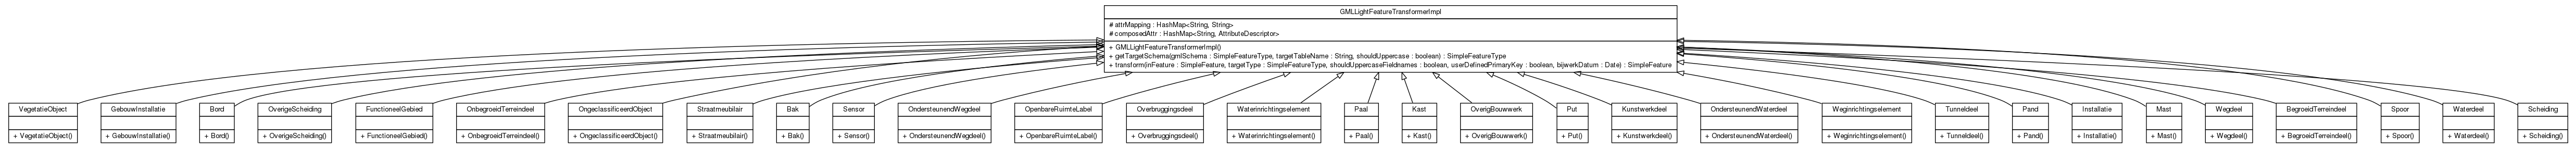 GMLLightFeatureTransformerImpl
# attrMapping : HashMap<String, String>
# composedAttr : HashMap<String, AttributeDescriptor>
+ GMLLightFeatureTransformerImpl()
+ getTargetSchema(gmlSchema : SimpleFeatureType, targetTableName : String, shouldUppercase : boolean) : SimpleFeatureType
+ transform(inFeature : SimpleFeature, targetType : SimpleFeatureType, shouldUppercaseFieldnames : boolean, userDefinedPrimaryKey : boolean, bijwerkDatum : Date) : SimpleFeature
VegetatieObject
+ VegetatieObject()
GebouwInstallatie
+ GebouwInstallatie()
Bord
+ Bord()
OverigeScheiding
+ OverigeScheiding()
FunctioneelGebied
+ FunctioneelGebied()
OnbegroeidTerreindeel
+ OnbegroeidTerreindeel()
OngeclassificeerdObject
+ OngeclassificeerdObject()
Straatmeubilair
+ Straatmeubilair()
Bak
+ Bak()
Sensor
+ Sensor()
OndersteunendWegdeel
+ OndersteunendWegdeel()
OpenbareRuimteLabel
+ OpenbareRuimteLabel()
Overbruggingsdeel
+ Overbruggingsdeel()
Waterinrichtingselement
+ Waterinrichtingselement()
Paal
+ Paal()
Kast
+ Kast()
OverigBouwwerk
+ OverigBouwwerk()
Put
+ Put()
Kunstwerkdeel
+ Kunstwerkdeel()
OndersteunendWaterdeel
+ OndersteunendWaterdeel()
Weginrichtingselement
+ Weginrichtingselement()
Tunneldeel
+ Tunneldeel()
Pand
+ Pand()
Installatie
+ Installatie()
Mast
+ Mast()
Wegdeel
+ Wegdeel()
BegroeidTerreindeel
+ BegroeidTerreindeel()
Spoor
+ Spoor()
Waterdeel
+ Waterdeel()
Scheiding
+ Scheiding()